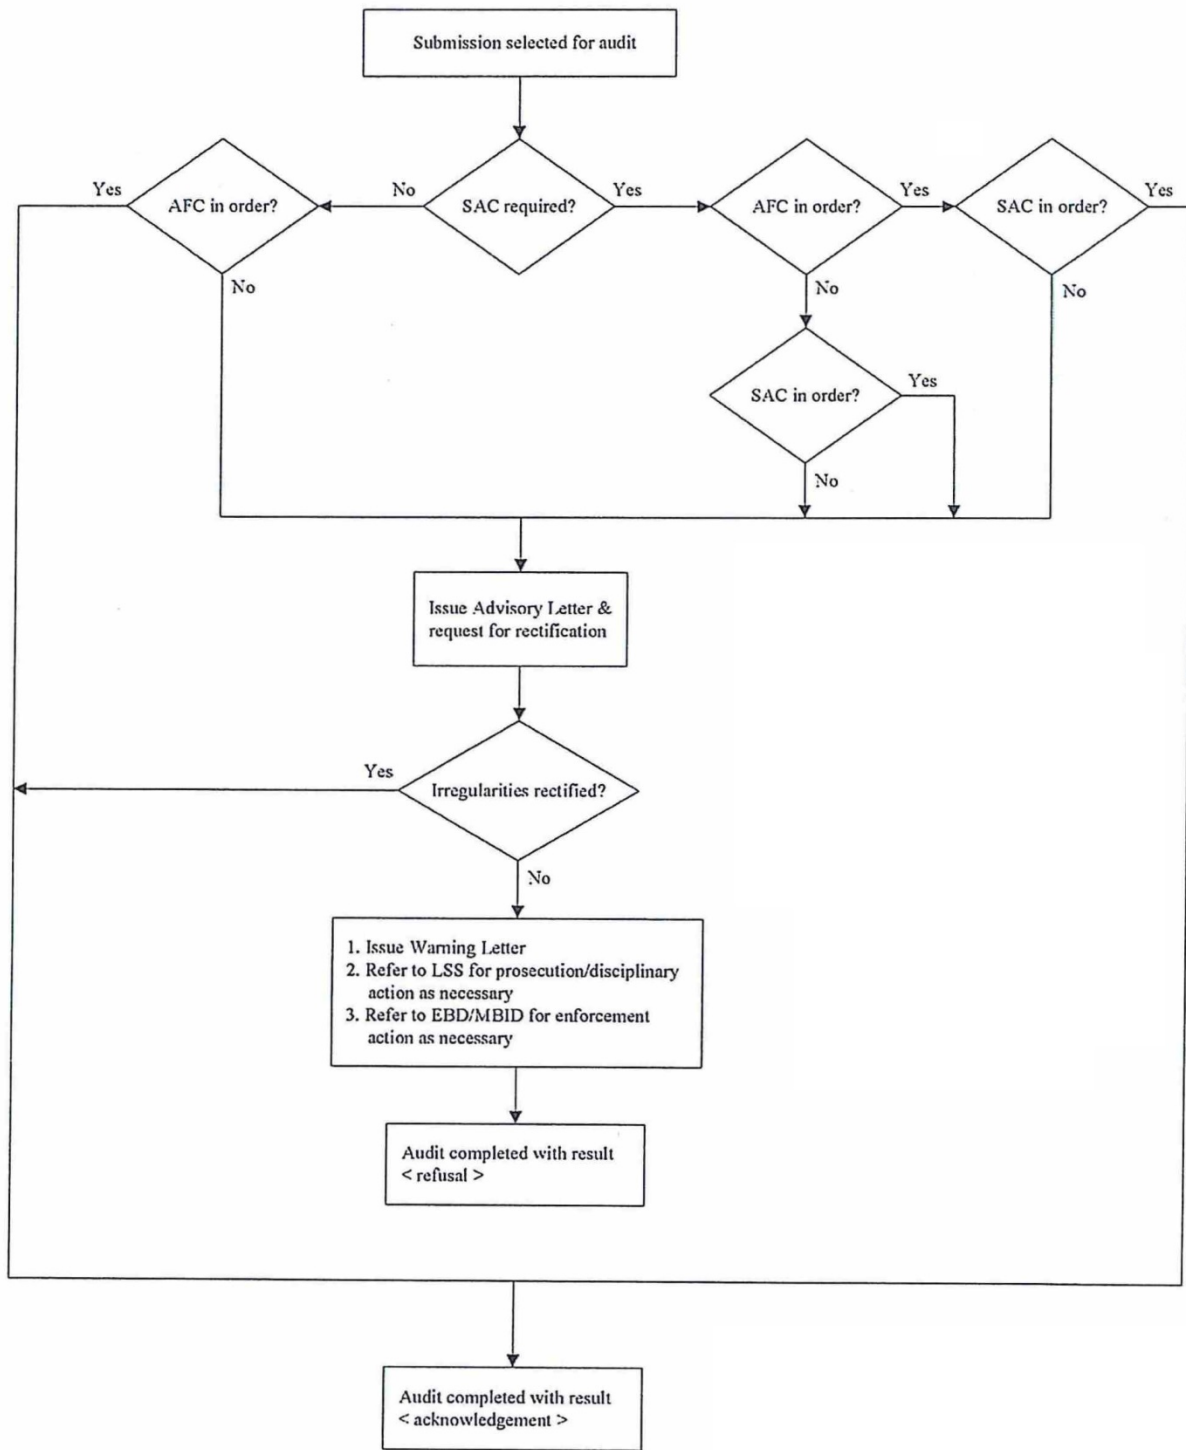 Submission selected for audit
Yes
AFC in order?
No
SAC required?
Yes
AFC in order?
Yes
SAC in order?
Yes
No
No
No
SAC in order?
Yes
No
Issue Advisory Letter &
request for rectification
Yes
Irregularities rectified?
No
1. Issue Warning Letter
2. Refer to LSS for prosecution/disciplinary
action as necessary
3. Refer to EBD/MBID for enforcement
action as necessary
Audit completed with result
< refusal >
Audit completed with result
< acknowledgement >